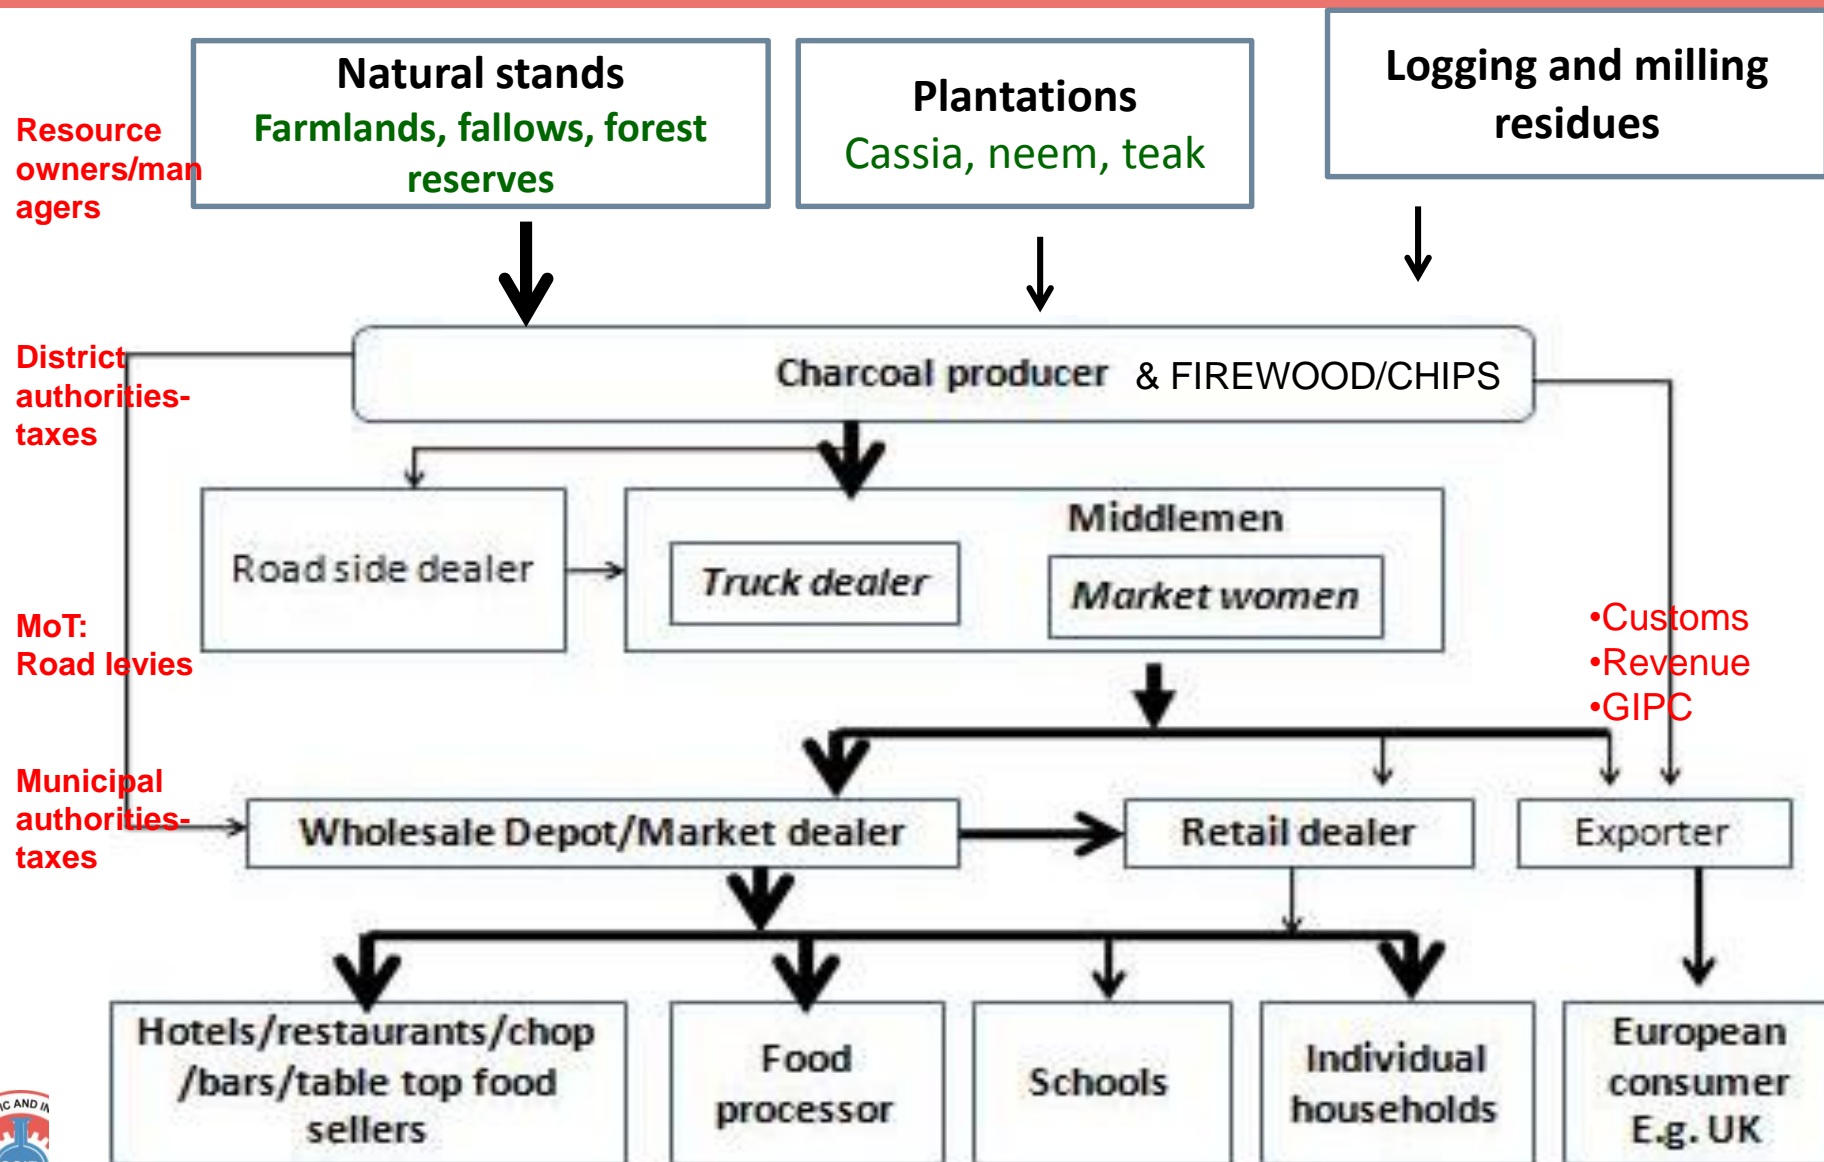 Natural stands
Farmlands, fallows, forest
reserves
Plantations
Cassia, neem, teak
Logging and milling
residues
Resource
owners/man
agers
District
authorities-
taxes
Charcoal producer & FIREWOOD/CHIPS
Road side dealer
Middlemen
Truck dealer
Market women
MoT:
Road levies
•Customs
•Revenue
•GIPC
Municipal
authorities-
taxes
Wholesale Depot/Market dealer
Retail dealer
Exporter
Hotels/restaurants/chop
/bars/table top food
sellers
Food
processor
Schools
Individual
households
European
consumer
E.g. UK